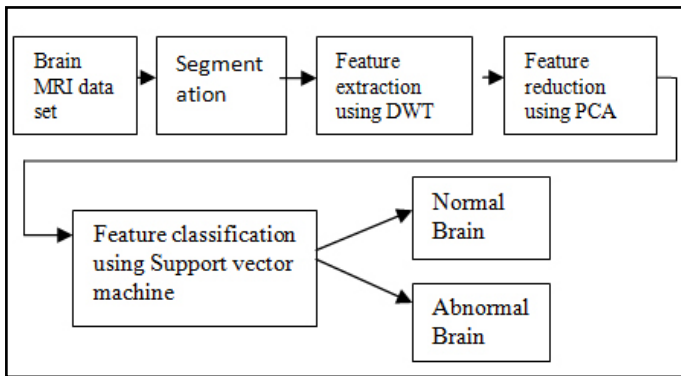 Brain
MRI data
set
Segment
ation
Feature
extraction
using DWT
Feature
reduction
using PCA
Feature classification
using Support vector
machine
Normal
Brain
Abnormal
Brain